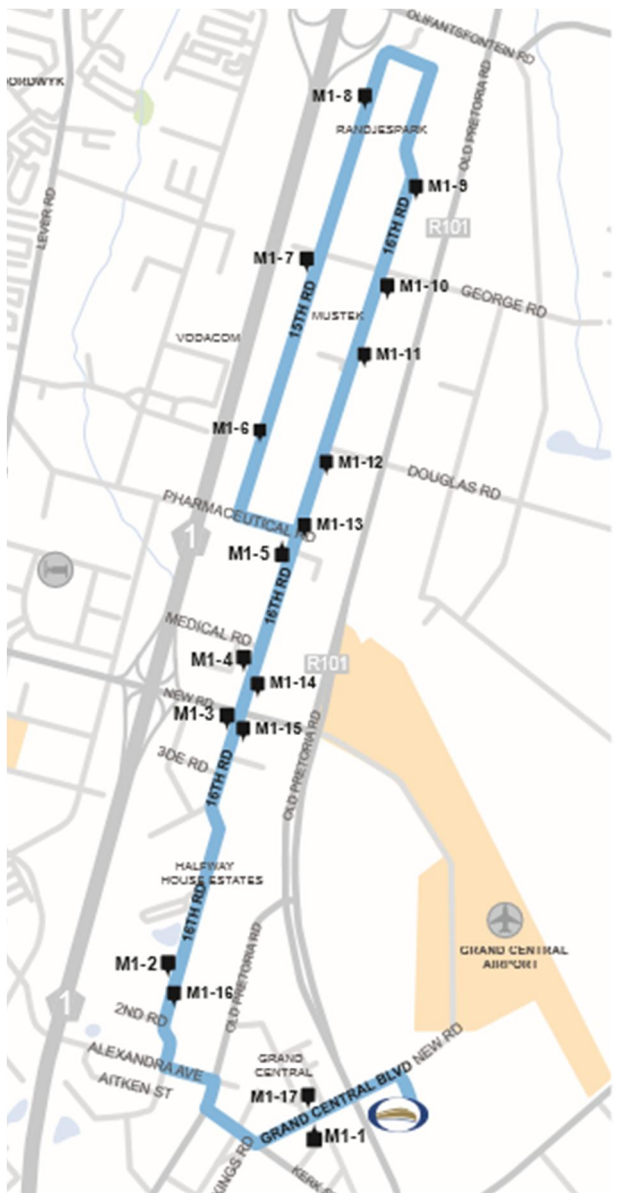 OLIFANTSFONTEIN RD
M1-8
RANDJESPARK
OLD PRETORIA RD
M1-9
LEVER RD
16TH RD
R101
M1-7
M1-10
GEORGE RD
15TH RD
MUSTEK
VODACOM
M1-11
M1-6
M1-12
DOUGLAS RD
PHARMACEUTICAL RD
M1-13
1
M1-5
16TH RD
MEDICAL RD
M1-4
R101
M1-14
NEW RD
M1-3
M1-15
OLD PRETORIA RD
3DE RD
16TH RD
HALFWAY
HOUSE ESTATES
16TH RD
GRAND CENTRAL
AIRPORT
OLD PRETORIA RD
M1-2
M1-16
1
2ND RD
ALEXANDRA AVE
AITKEN ST
GRAND
CENTRAL
NEW RD
M1-17
GRAND CENTRAL BLVD
M1-1